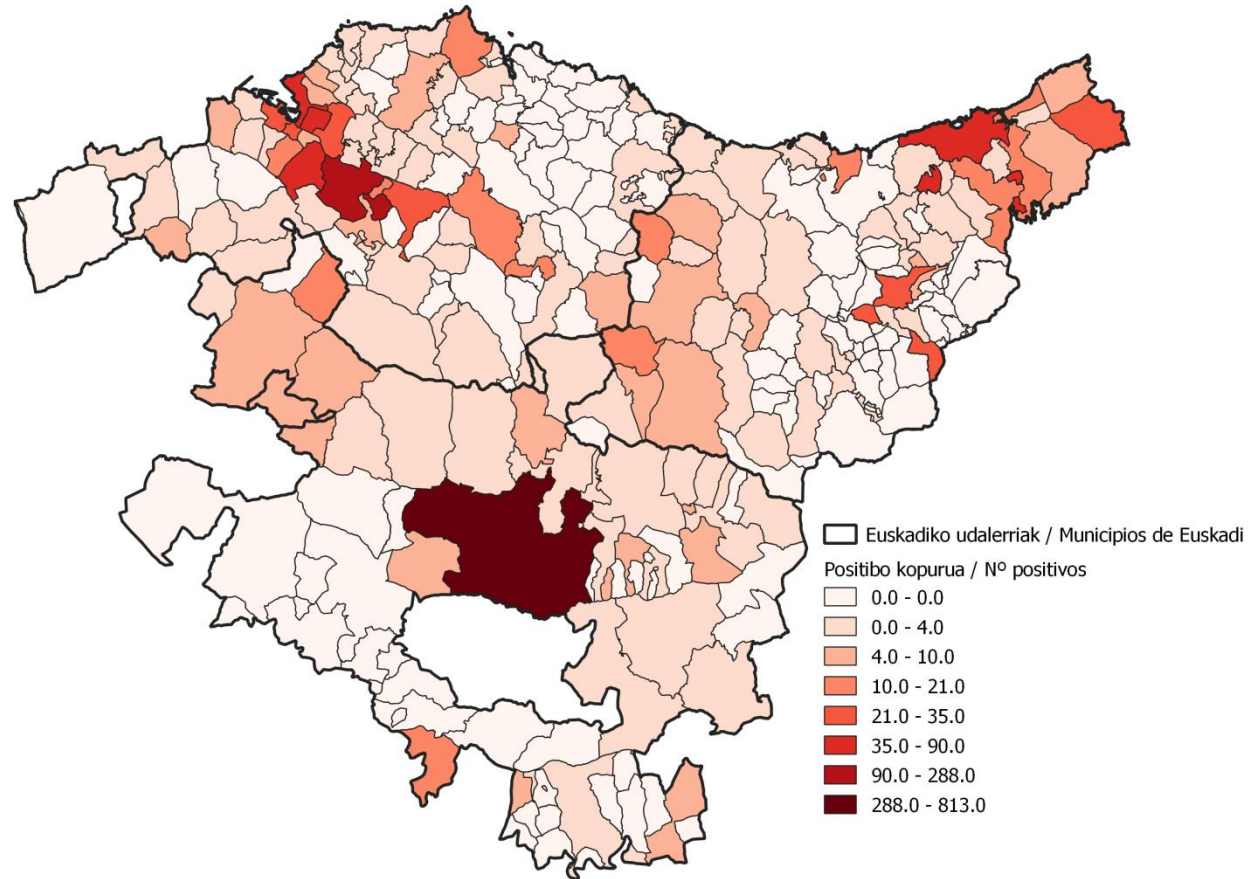 Euskadiko udalerriak / Municipios de Euskadi
Positibo kopurua / Nº positivos
0.0 - 0.0
0.0 - 4.0
4.0 - 10.0
10.0 - 21.0
21.0 - 35.0
35.0 - 90.0
90.0 - 288.0
288.0 - 813.0